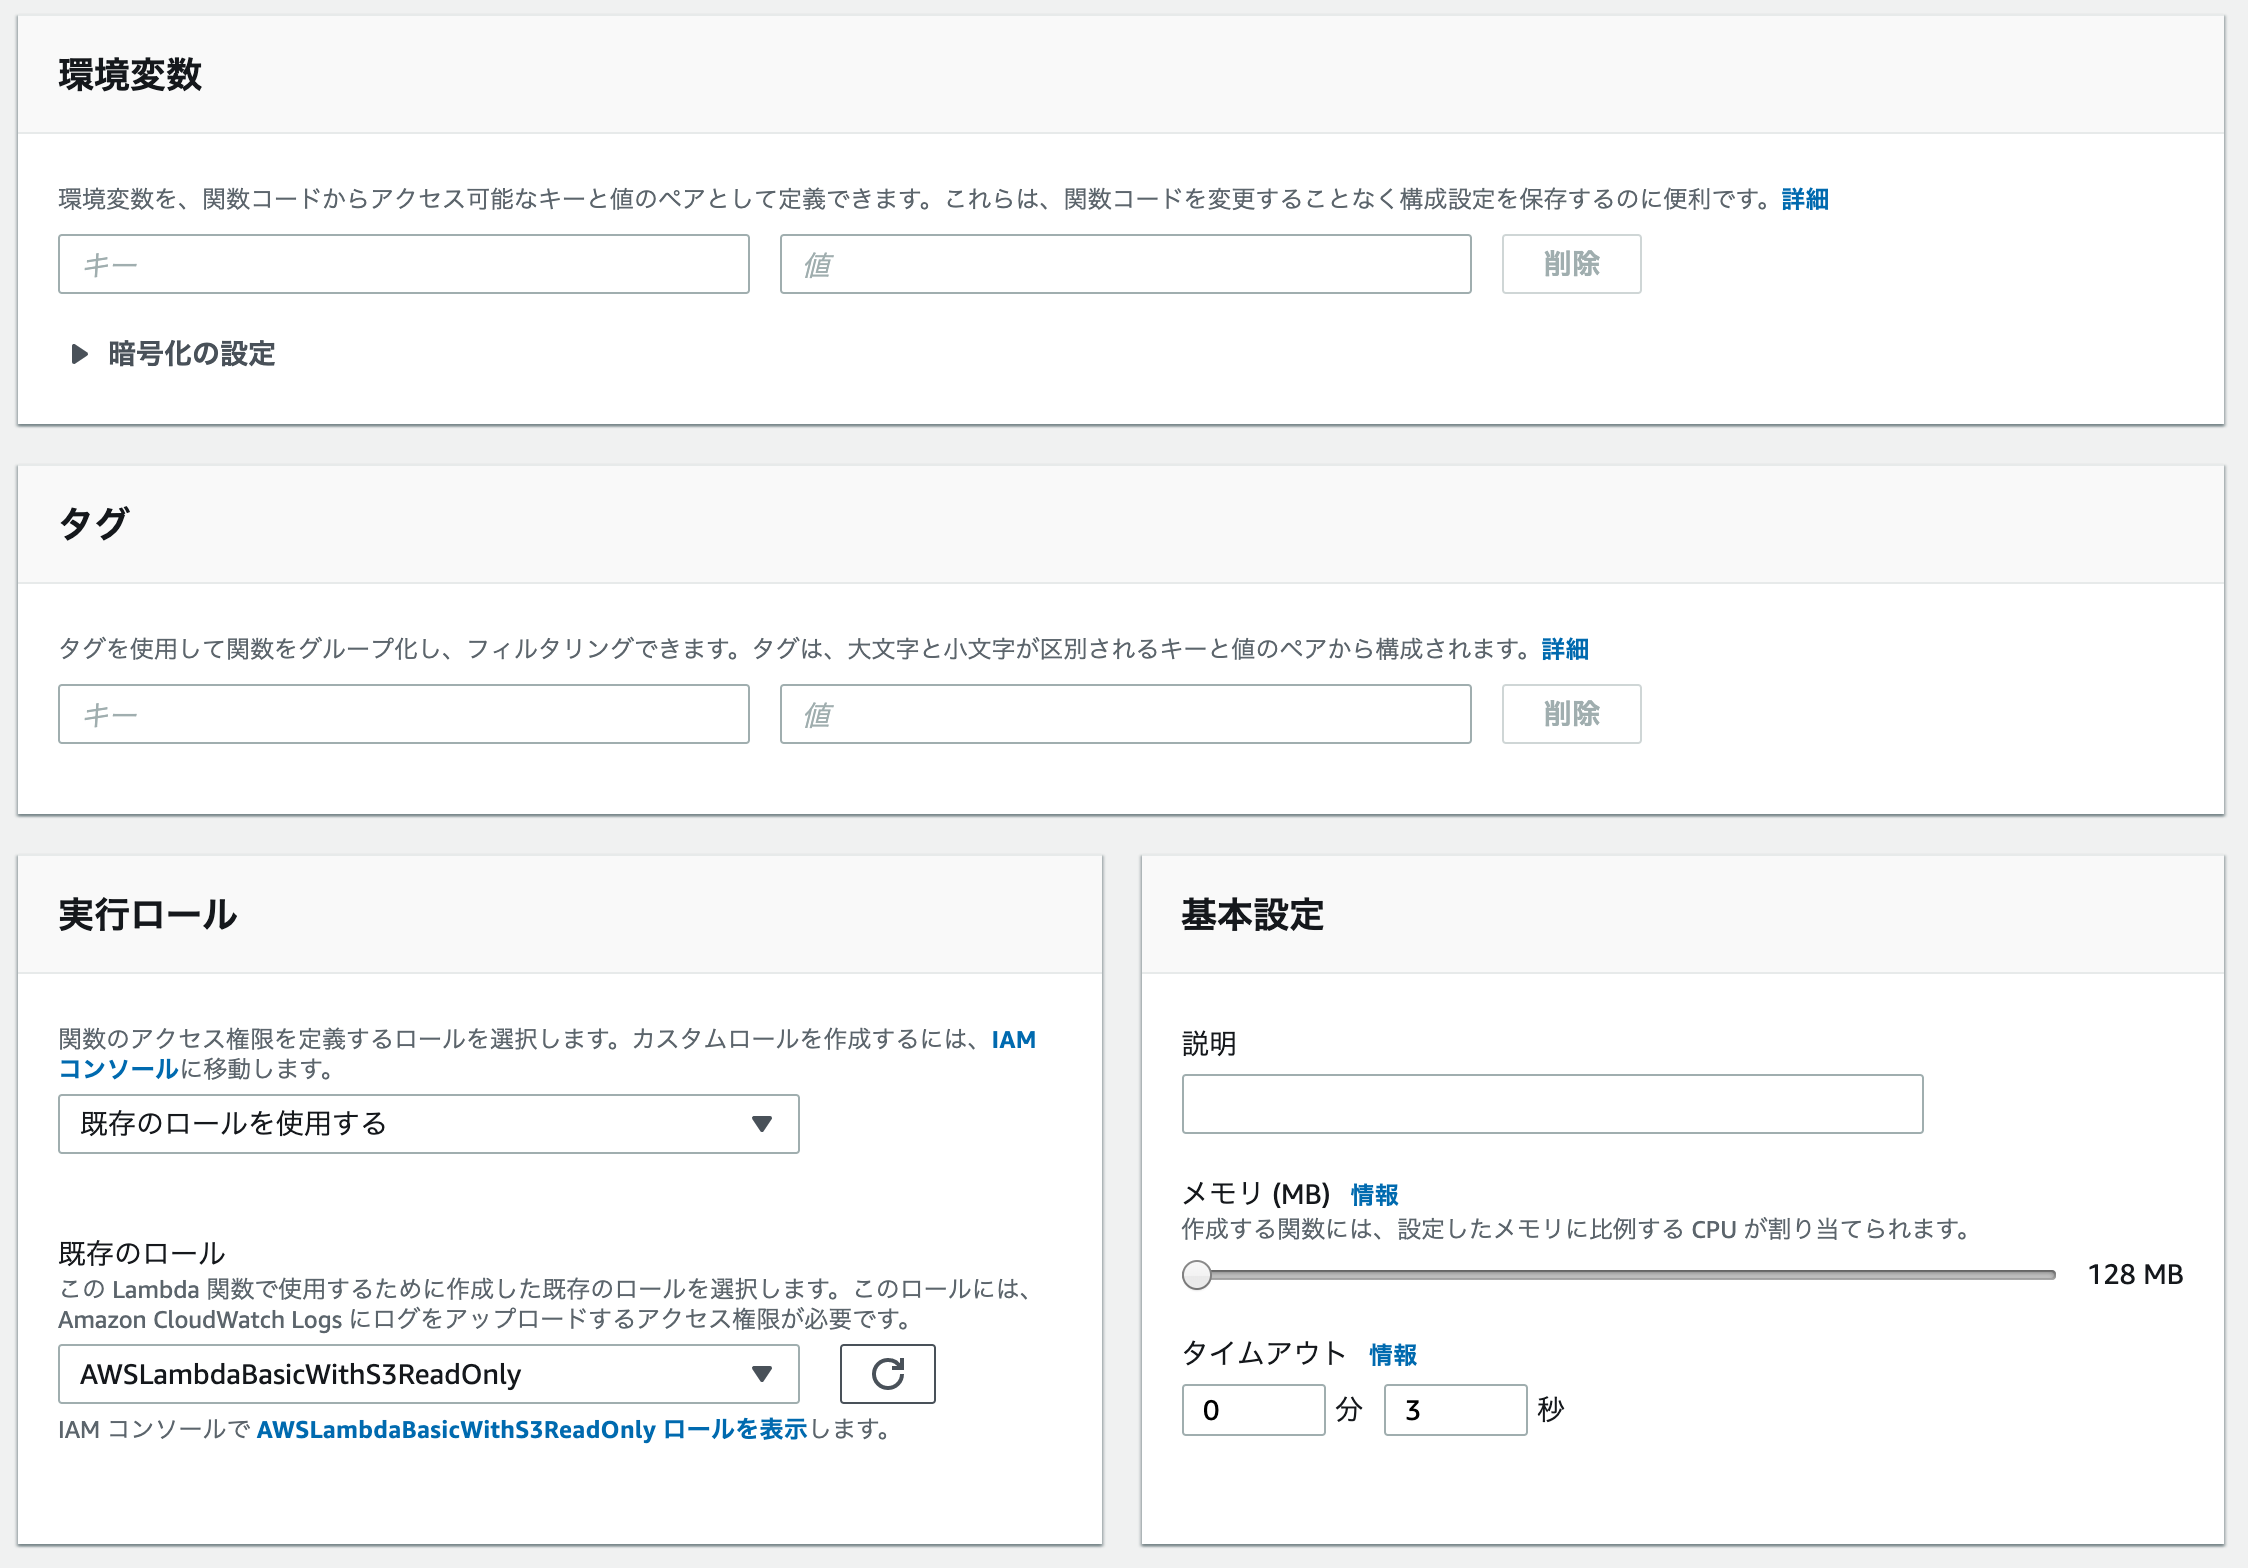 環境変数
環境変数を、関数コードからアクセス可能なキーと値のペアとして定義できます。これらは、関数コードを変更することなく構成設定を保存するのに便利です。詳細
キー 値 削除
暗号化の設定
タグ
タグを使用して関数をグループ化し、フィルタリングできます。タグは、大文字と小文字が区別されるキーと値のペアから構成されます。詳細
キー 値 削除
実行ロール
関数のアクセス権限を定義するロールを選択します。カスタムロールを作成するには、IAM
コンソールに移動します。
既存のロールを使用する
既存のロール
この Lambda 関数で使用するために作成した既存のロールを選択します。このロールには、
Amazon CloudWatch Logs にログをアップロードするアクセス権限が必要です。
AWSLambdaBasicWithS3ReadOnly
IAM コンソールで AWSLambdaBasicWithS3ReadOnly ロールを表示します。
基本設定
説明
メモリ (MB) 情報
作成する関数には、設定したメモリに比例する CPU が割り当てられます。
128 MB
タイムアウト 情報
0 分 3 秒